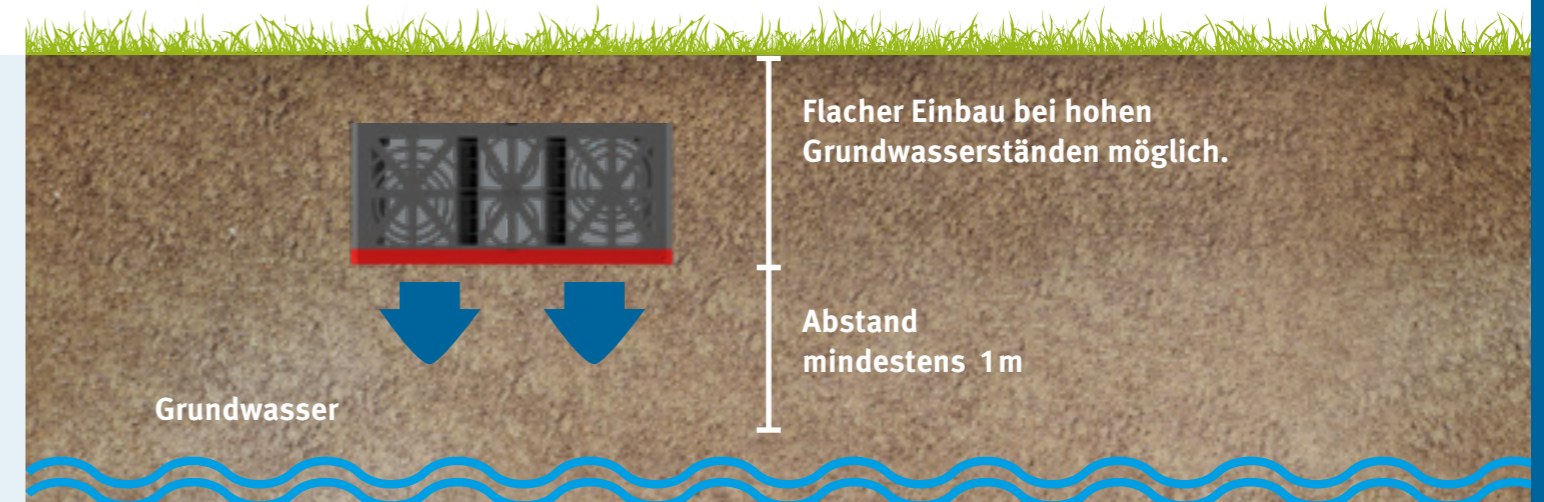 Flacher Einbau bei hohen
Grundwasserständen möglich.
Abstand
mindestens 1m
Grundwasser